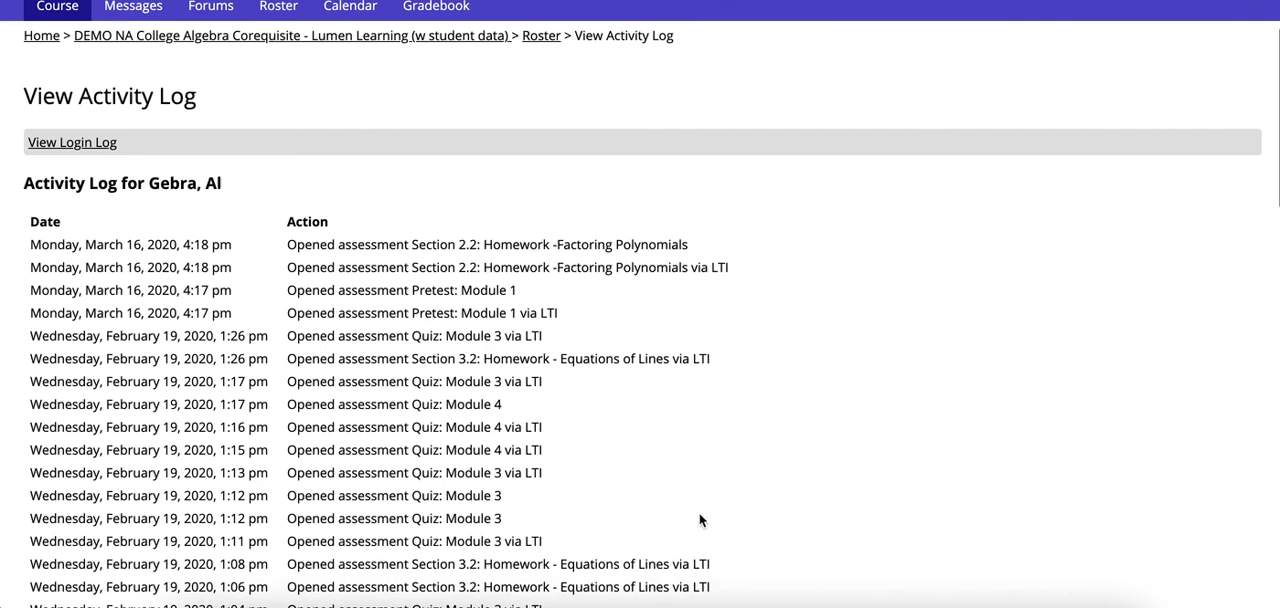 Course Messages Forums Roster Calendar Gradebook
Home > DEMO NA College Algebra Corequisite - Lumen Learning (w student data) > Roster > View Activity Log
View Activity Log
View Login Log
Activity Log for Gebra, Al
Date Action
Monday, March 16, 2020, 4:18 pm Opened assessment Section 2.2: Homework -Factoring Polynomials
Monday, March 16, 2020, 4:18 pm Opened assessment Section 2.2: Homework -Factoring Polynomials via LTI
Monday, March 16, 2020, 4:17 pm Opened assessment Pretest: Module 1
Monday, March 16, 2020, 4:17 pm Opened assessment Pretest: Module 1 via LTI
Wednesday, February 19, 2020, 1:26 pm Opened assessment Quiz: Module 3 via LTI
Wednesday, February 19, 2020, 1:26 pm Opened assessment Section 3.2: Homework - Equations of Lines via LTI
Wednesday, February 19, 2020, 1:17 pm Opened assessment Quiz: Module 3 via LTI
Wednesday, February 19, 2020, 1:17 pm Opened assessment Quiz: Module 4
Wednesday, February 19, 2020, 1:16 pm Opened assessment Quiz: Module 4 via LTI
Wednesday, February 19, 2020, 1:15 pm Opened assessment Quiz: Module 4 via LTI
Wednesday, February 19, 2020, 1:13 pm Opened assessment Quiz: Module 3 via LTI
Wednesday, February 19, 2020, 1:12 pm Opened assessment Quiz: Module 3
Wednesday, February 19, 2020, 1:12 pm Opened assessment Quiz: Module 3
Wednesday, February 19, 2020, 1:11 pm Opened assessment Quiz: Module 3 via LTI
Wednesday, February 19, 2020, 1:08 pm Opened assessment Section 3.2: Homework - Equations of Lines via LTI
Wednesday, February 19, 2020, 1:06 pm Opened assessment Section 3.2: Homework - Equations of Lines via LTI